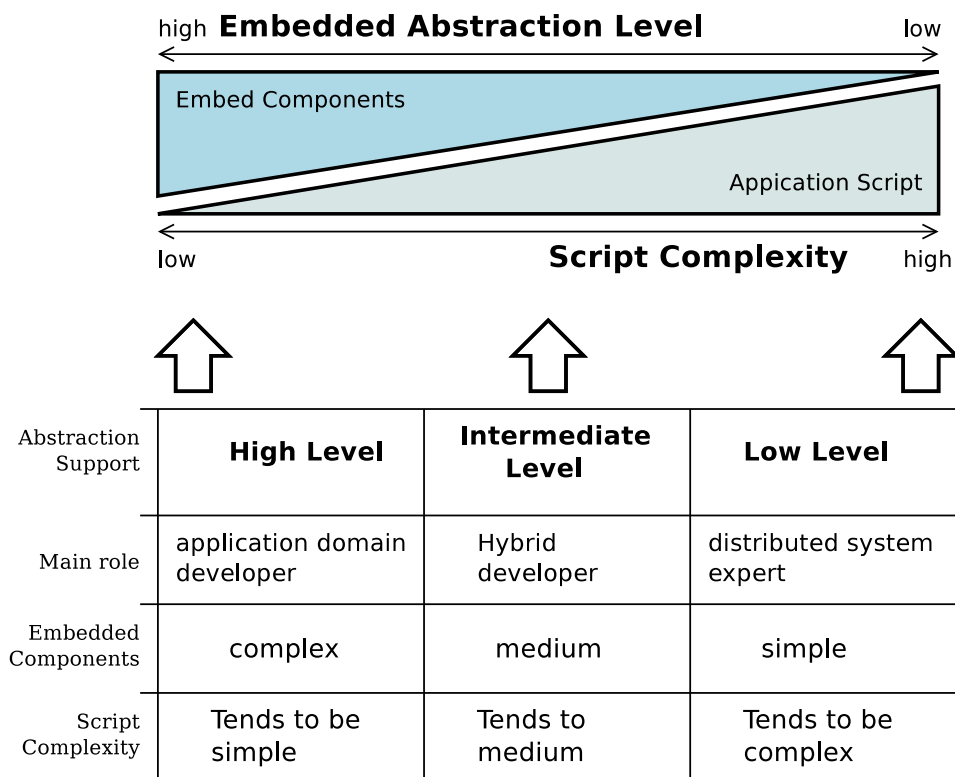 high Embedded Abstraction Level low
Embed Components
Appication Script
low Script Complexity high
Abstraction
Support
High Level
Intermediate
Level
Low Level
Main role
application domain
developer
Hybrid
developer
distributed system
expert
Embedded
Components
complex
medium
simple
Script
Complexity
Tends to be
simple
Tends to
medium
Tends to be
complex